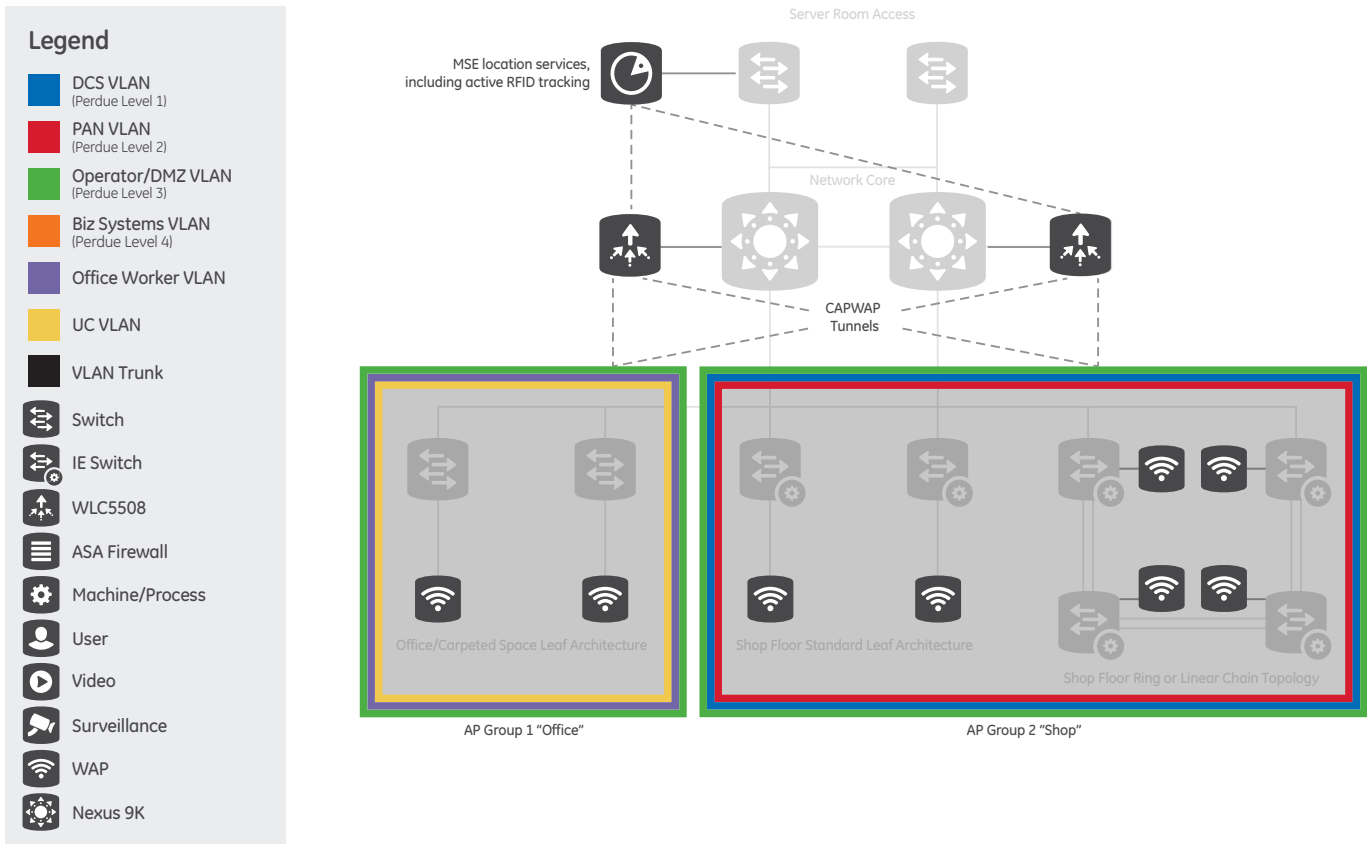 Legend
DCS VLAN
(Perdue Level 1)
PAN VLAN
(Perdue Level 2)
Operator/DMZ VLAN
(Perdue Level 3)
Biz Systems VLAN
(Perdue Level 4)
Office Worker VLAN
UC VLAN
VLAN Trunk
Switch
IE Switch
WLC5508
ASA Firewall
Machine/Process
User
Video
Surveillance
WAP
Nexus 9K
Server Room Access
MSE location services,
including active RFID tracking
Network Core
CAPWAP
Tunnels
Office/Carpeted Space Leaf Architecture
Shop Floor Standard Leaf Architecture
Shop Floor Ring or Linear Chain Topology
AP Group 1 “Office”
AP Group 2 “Shop”